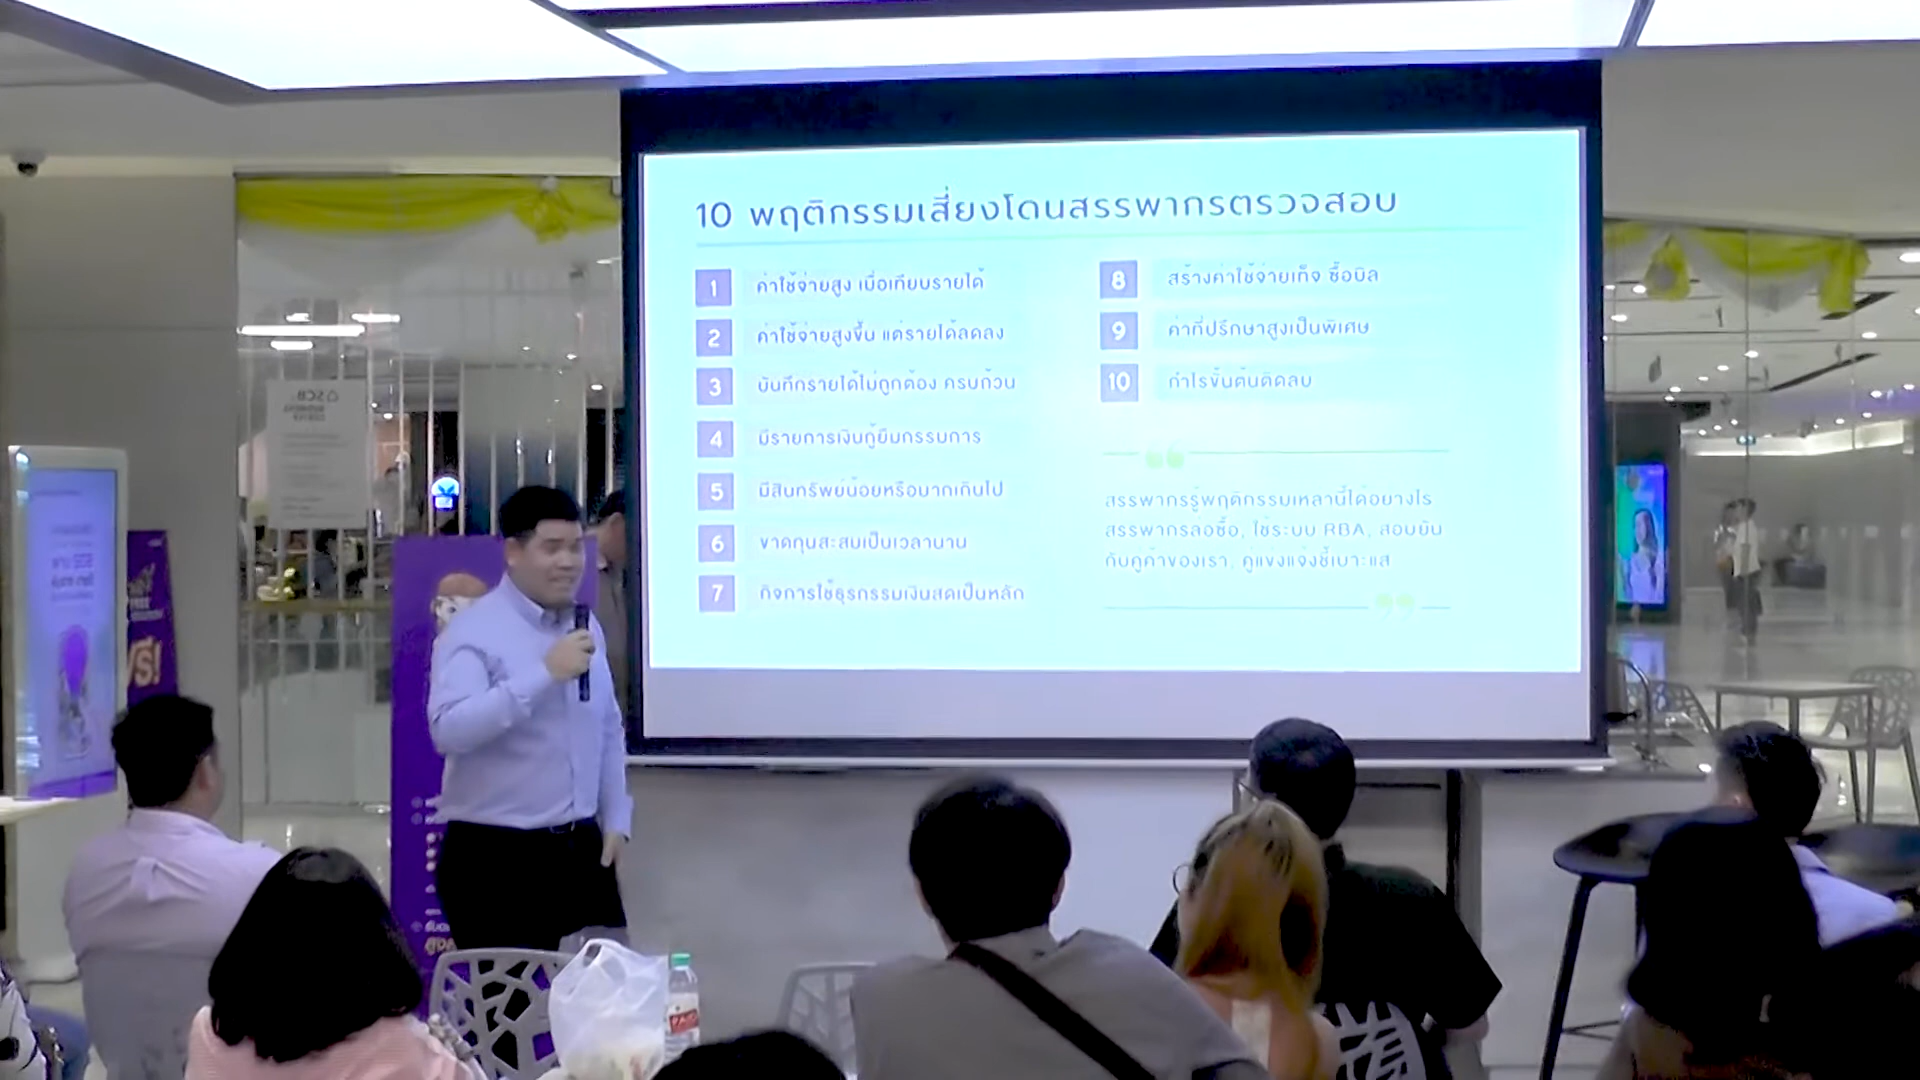 10 พฤติกรรมเสี่ยงโดนสรรพากรตรวจสอบ
1 ค่าใช้จ่ายสูง เมื่อเทียบรายได้
2 ค่าใช้จ่ายสูงขึ้น แต่รายได้ลดลง
3 บันทึกรายได้ไม่ถูกต้อง ครบถ้วน
4 มีรายการเงินกู้ยืมกรรมการ
5 มีสินทรัพย์น้อยหรือมากเกินไป
6 ขาดทุนสะสมเป็นเวลานาน
7 กิจการใช้ธุรกรรมเงินสดเป็นหลัก
8 สร้างค่าใช้จ่ายเท็จ ซื้อบิล
9 ค่าที่ปรึกษาสูงเป็นพิเศษ
10 กำไรขั้นต้นติดลบ
สรรพากรรู้พฤติกรรมเหล่านี้ได้อย่างไร
สรรพากรล่อซื้อ, ใช้ระบบ RBA, สอบยัน
กับคู่ค้าของเรา, คู่แข่งแจ้งชี้เบาะแส
SCB